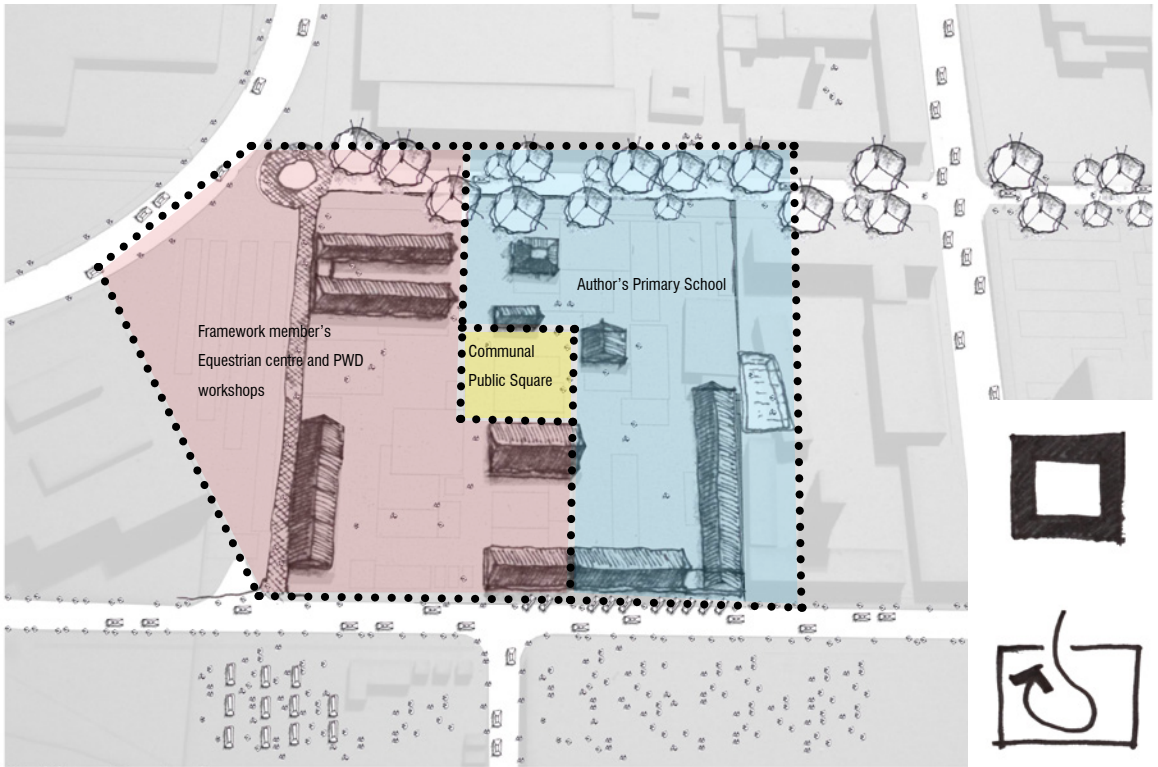 Framework member's
Equestrian centre and PWD
workshops
Communal
Public Square
Author's Primary School